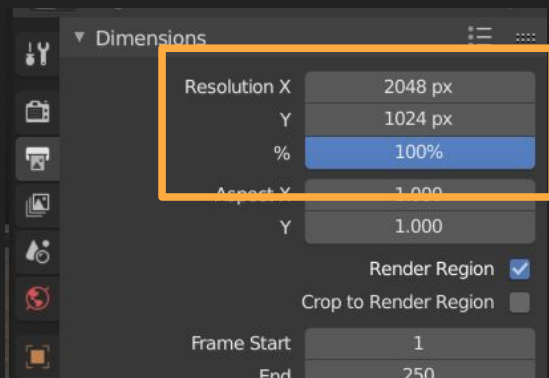 Dimensions
Resolution X 2048 px
Y 1024 px
% 100%
Aspect X 1.000
Y 1.000
Render Region
Crop to Render Region
Frame Start 1
End 250